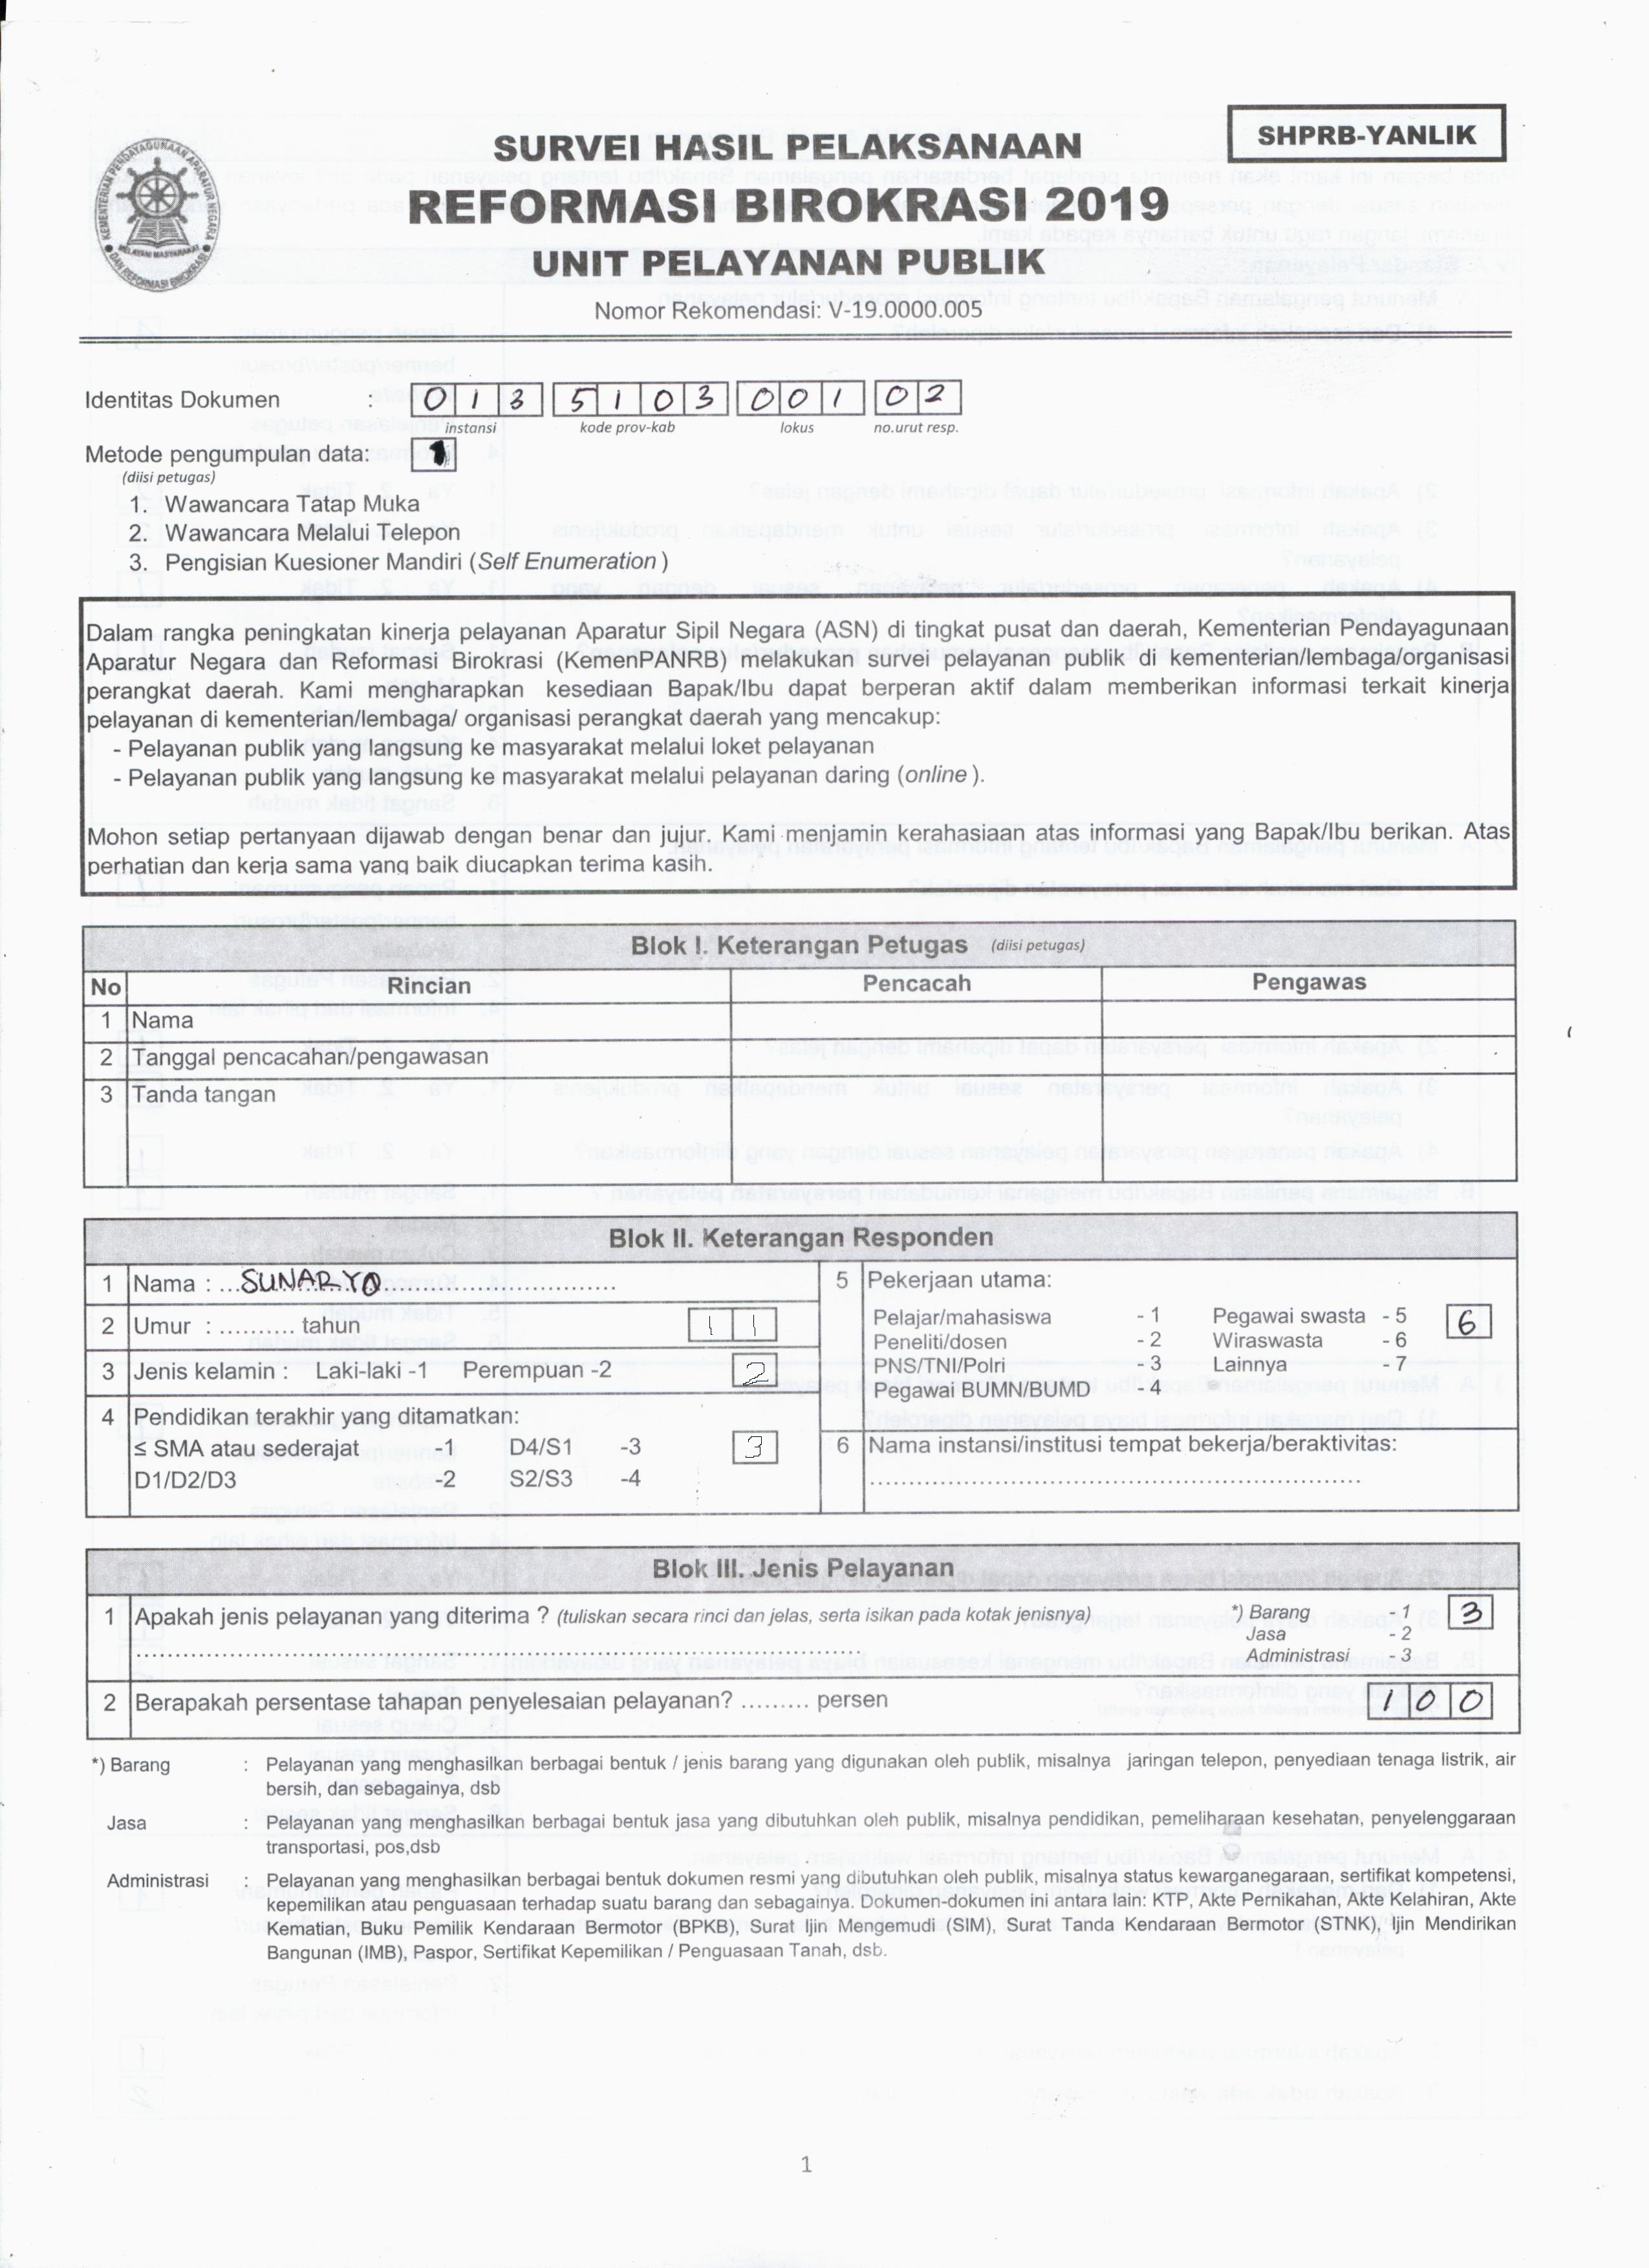 SHPRB-YANLIK
KEMENTERIAN PENDAYAGUNAAN APARATUR NEGARA
DAN REFORMASI BIROKRASI
MELAYANI MASYARAKAT
SURVEI HASIL PELAKSANAAN
REFORMASI BIROKRASI 2019
UNIT PELAYANAN PUBLIK
Nomor Rekomendasi: V-19.0000.005
Identitas Dokumen : 0 1 3 5 1 0 3 0 0 1 0 2
instansi kode prov-kab lokus no.urut resp.
Metode pengumpulan data: 1
(diisi petugas)
1. Wawancara Tatap Muka
2. Wawancara Melalui Telepon
3. Pengisian Kuesioner Mandiri (Self Enumeration)
Dalam rangka peningkatan kinerja pelayanan Aparatur Sipil Negara (ASN) di tingkat pusat dan daerah, Kementerian Pendayagunaan
Aparatur Negara dan Reformasi Birokrasi (KemenPANRB) melakukan survei pelayanan publik di kementerian/lembaga/organisasi
perangkat daerah. Kami mengharapkan kesediaan Bapak/Ibu dapat berperan aktif dalam memberikan informasi terkait kinerja
pelayanan di kementerian/lembaga/ organisasi perangkat daerah yang mencakup:
- Pelayanan publik yang langsung ke masyarakat melalui loket pelayanan
- Pelayanan publik yang langsung ke masyarakat melalui pelayanan daring (online).
Mohon setiap pertanyaan dijawab dengan benar dan jujur. Kami menjamin kerahasiaan atas informasi yang Bapak/Ibu berikan. Atas
perhatian dan kerja sama yang baik diucapkan terima kasih.
Blok I. Keterangan Petugas (diisi petugas)
No Rincian Pencacah Pengawas
1 Nama
2 Tanggal pencacahan/pengawasan
3 Tanda tangan
Blok II. Keterangan Responden
1 Nama : ...SUNARYO..............................
2 Umur : .......... tahun 1 1
3 Jenis kelamin : Laki-laki -1 Perempuan -2 2
4 Pendidikan terakhir yang ditamatkan:
≤ SMA atau sederajat -1 D4/S1 -3 3
D1/D2/D3 -2 S2/S3 -4
5 Pekerjaan utama:
Pelajar/mahasiswa - 1 Pegawai swasta - 5 6
Peneliti/dosen - 2 Wiraswasta - 6
PNS/TNI/Polri - 3 Lainnya - 7
Pegawai BUMN/BUMD - 4
6 Nama instansi/institusi tempat bekerja/beraktivitas:
................................................................
Blok III. Jenis Pelayanan
1 Apakah jenis pelayanan yang diterima ? (tuliskan secara rinci dan jelas, serta isikan pada kotak jenisnya) *) Barang - 1 3
Jasa - 2
Administrasi - 3
2 Berapakah persentase tahapan penyelesaian pelayanan? ......... persen 1 0 0
*) Barang : Pelayanan yang menghasilkan berbagai bentuk / jenis barang yang digunakan oleh publik, misalnya jaringan telepon, penyediaan tenaga listrik, air
bersih, dan sebagainya, dsb
Jasa : Pelayanan yang menghasilkan berbagai bentuk jasa yang dibutuhkan oleh publik, misalnya pendidikan, pemeliharaan kesehatan, penyelenggaraan
transportasi, pos,dsb
Administrasi : Pelayanan yang menghasilkan berbagai bentuk dokumen resmi yang dibutuhkan oleh publik, misalnya status kewarganegaraan, sertifikat kompetensi,
kepemilikan atau penguasaan terhadap suatu barang dan sebagainya. Dokumen-dokumen ini antara lain: KTP, Akte Pernikahan, Akte Kelahiran, Akte
Kematian, Buku Pemilik Kendaraan Bermotor (BPKB), Surat Ijin Mengemudi (SIM), Surat Tanda Kendaraan Bermotor (STNK), Ijin Mendirikan
Bangunan (IMB), Paspor, Sertifikat Kepemilikan / Penguasaan Tanah, dsb.
1